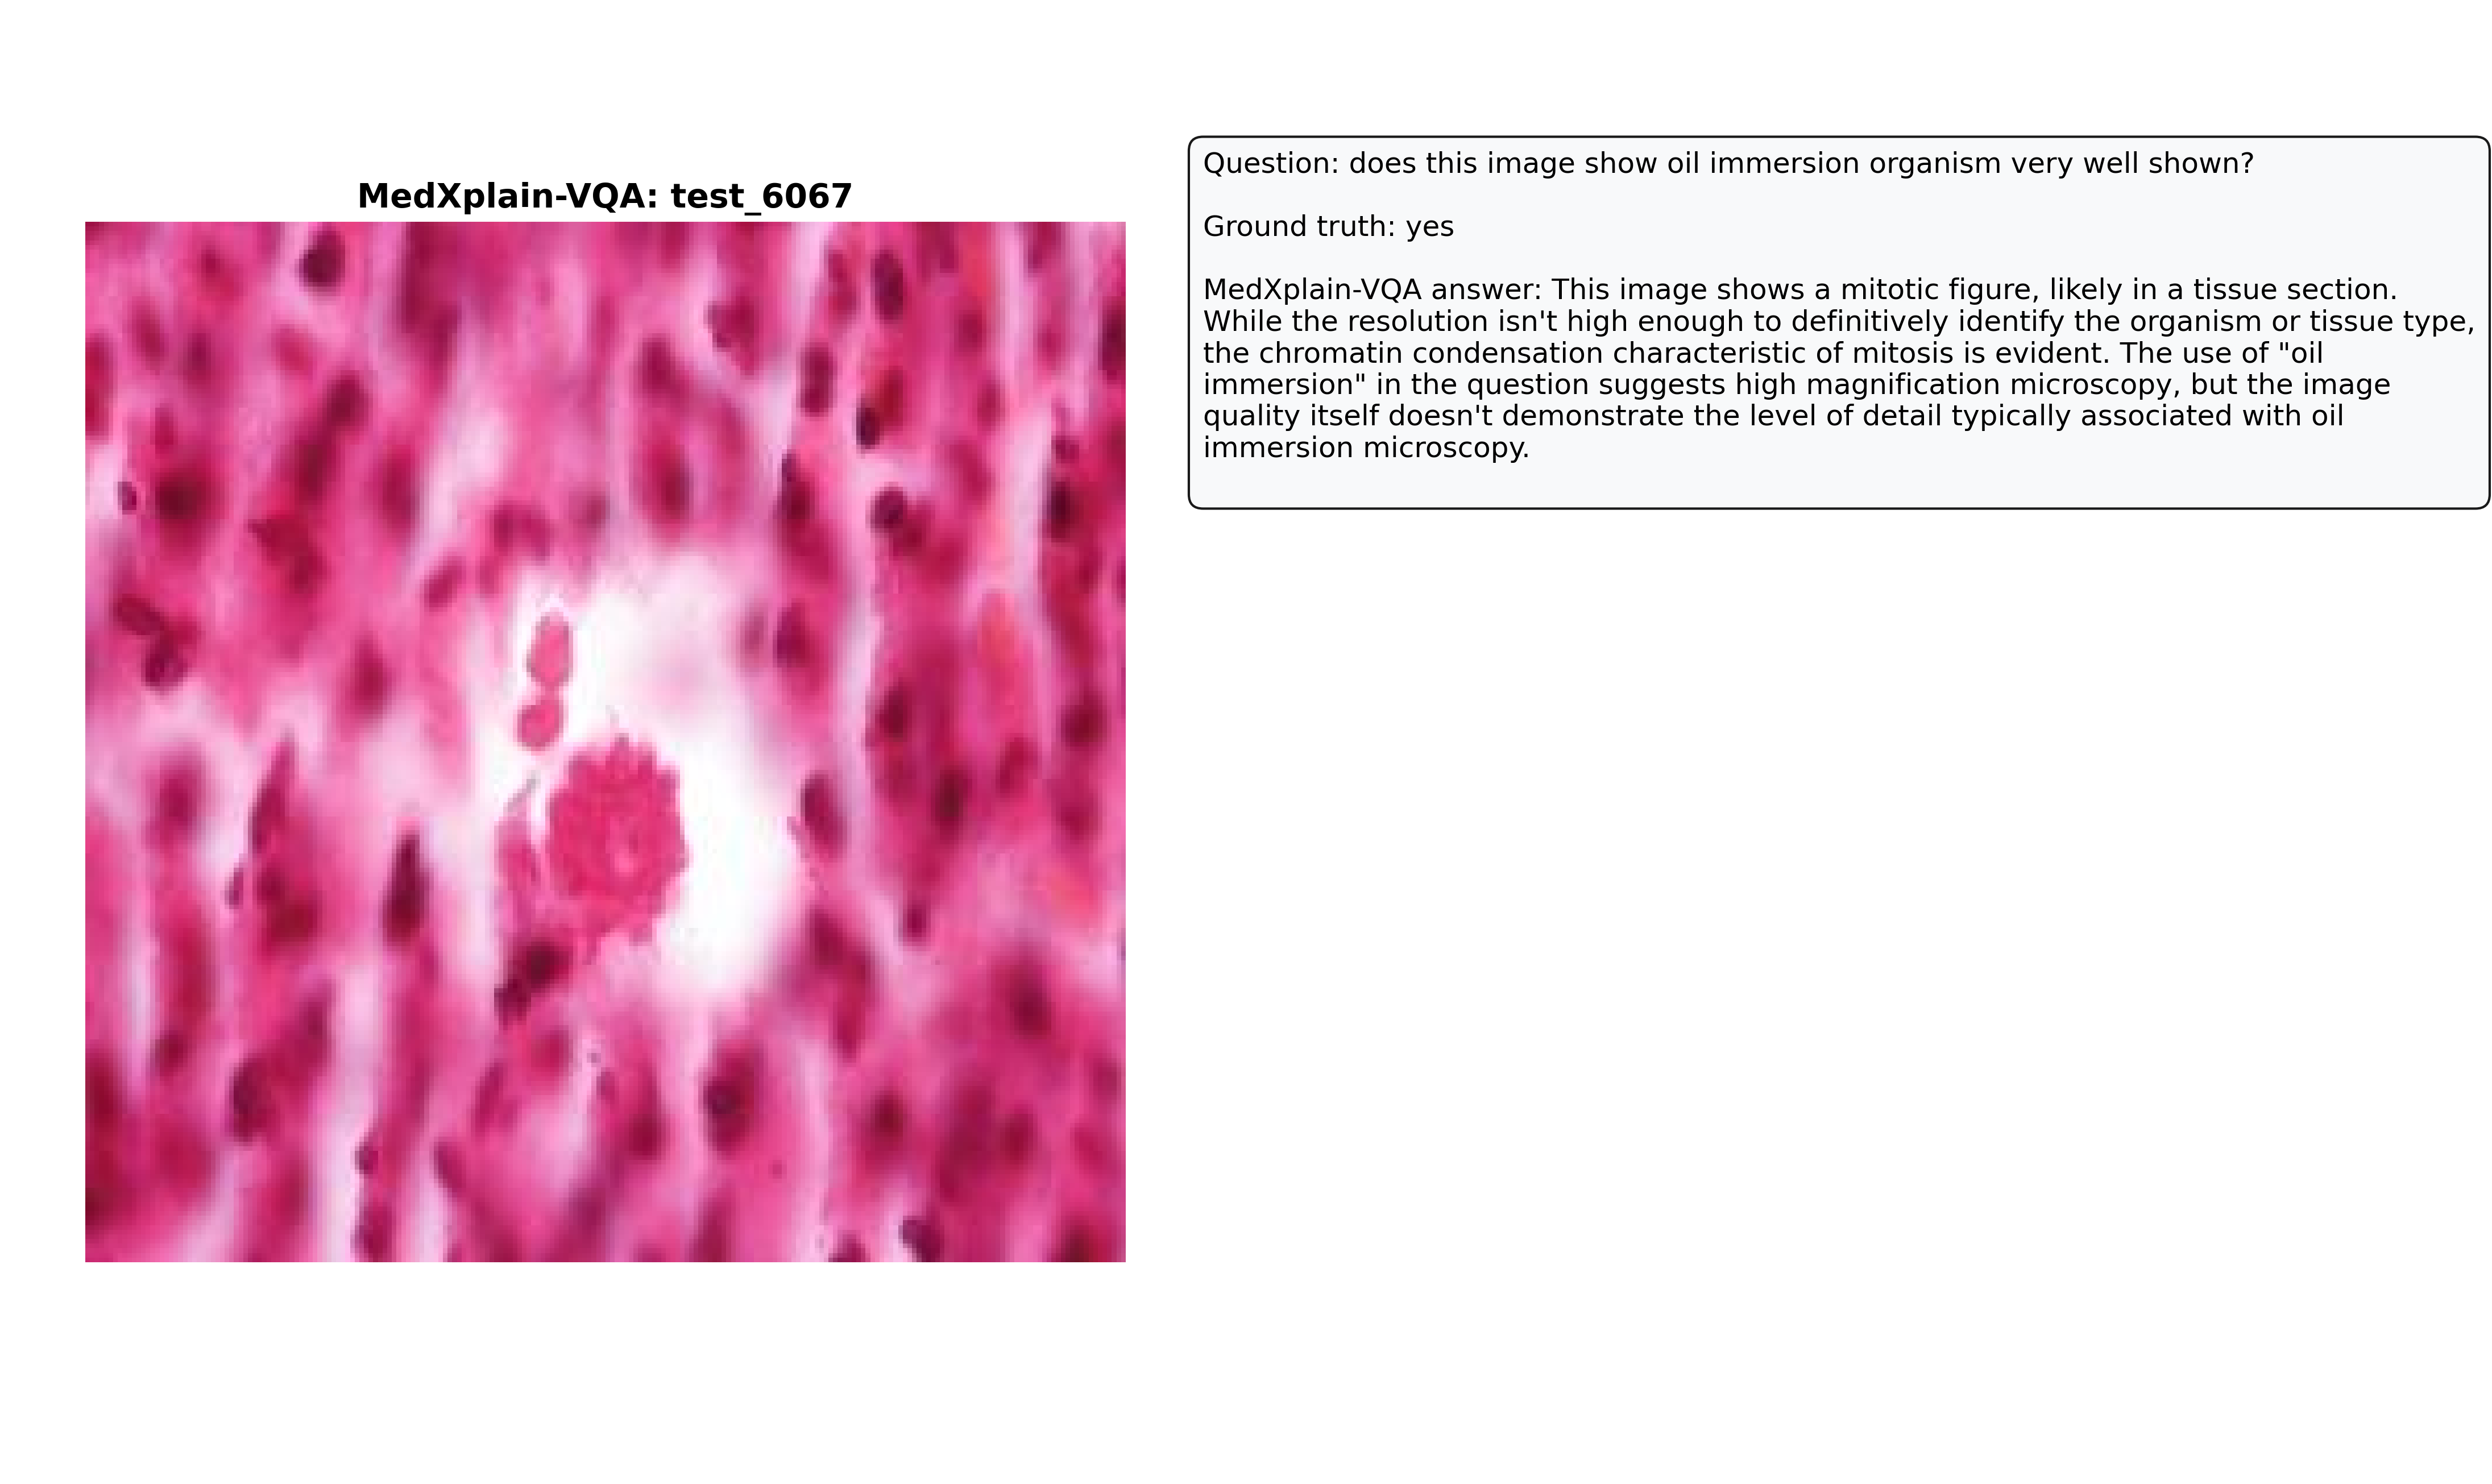 MedXplain-VQA: test_6067
Question: does this image show oil immersion organism very well shown?
Ground truth: yes
MedXplain-VQA answer: This image shows a mitotic figure, likely in a tissue section.
While the resolution isn't high enough to definitively identify the organism or tissue type,
the chromatin condensation characteristic of mitosis is evident. The use of "oil
immersion" in the question suggests high magnification microscopy, but the image
quality itself doesn't demonstrate the level of detail typically associated with oil
immersion microscopy.